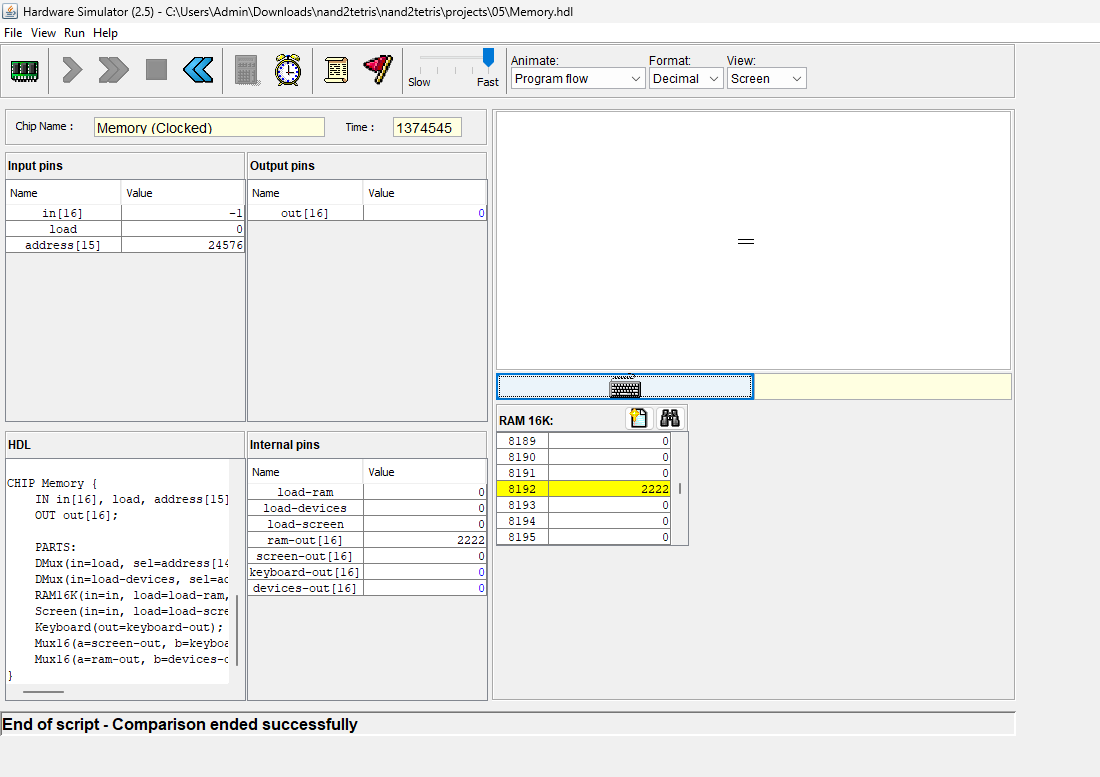 Hardware Simulator (2.5) - C:\Users\Admin\Downloads\nand2tetris\nand2tetris\projects\05\Memory.hdl
File View Run Help
Slow Fast
Animate: Format: View:
Program flow Decimal Screen
Chip Name : Memory (Clocked) Time : 1374545
Input pins
Name Value
in[16] -1
load 0
address[15] 24576
Output pins
Name Value
out[16] 0
HDL
CHIP Memory {
IN in[16], load, address[15]
OUT out[16];
PARTS:
DMux(in=load, sel=address[14
DMux(in=load-devices, sel=ad
RAM16K(in=in, load=load-ram,
Screen(in=in, load=load-scre
Keyboard(out=keyboard-out);
Mux16(a=screen-out, b=keyboa
Mux16(a=ram-out, b=devices-o
}
Internal pins
Name Value
load-ram 0
load-devices 0
load-screen 0
ram-out[16] 2222
screen-out[16] 0
keyboard-out[16] 0
devices-out[16] 0
RAM 16K:
8189 0
8190 0
8191 0
8192 2222
8193 0
8194 0
8195 0
End of script - Comparison ended successfully